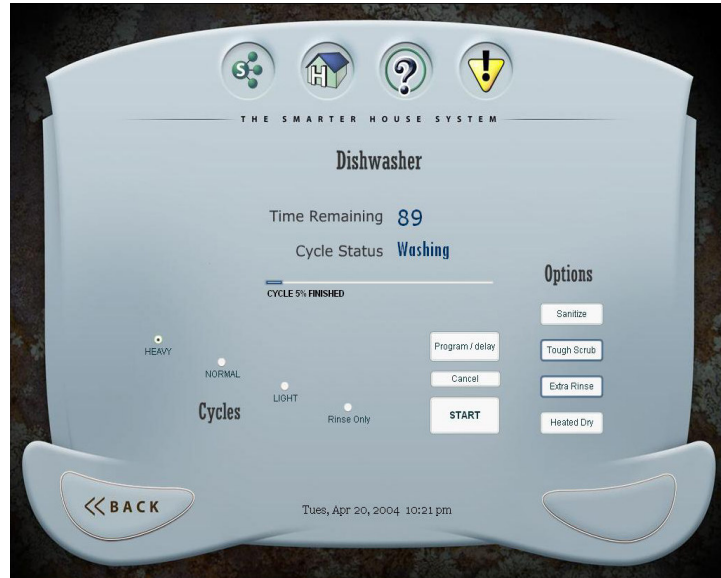 S
H
?
!
THE SMARTER HOUSE SYSTEM
Dishwasher
Time Remaining 89
Cycle Status Washing
CYCLE 5% FINISHED
Options
Sanitize
Tough Scrub
Extra Rinse
Heated Dry
Program / delay
Cancel
START
HEAVY
NORMAL
LIGHT
Rinse Only
Cycles
<<BACK
Tues, Apr 20, 2004 10:21 pm